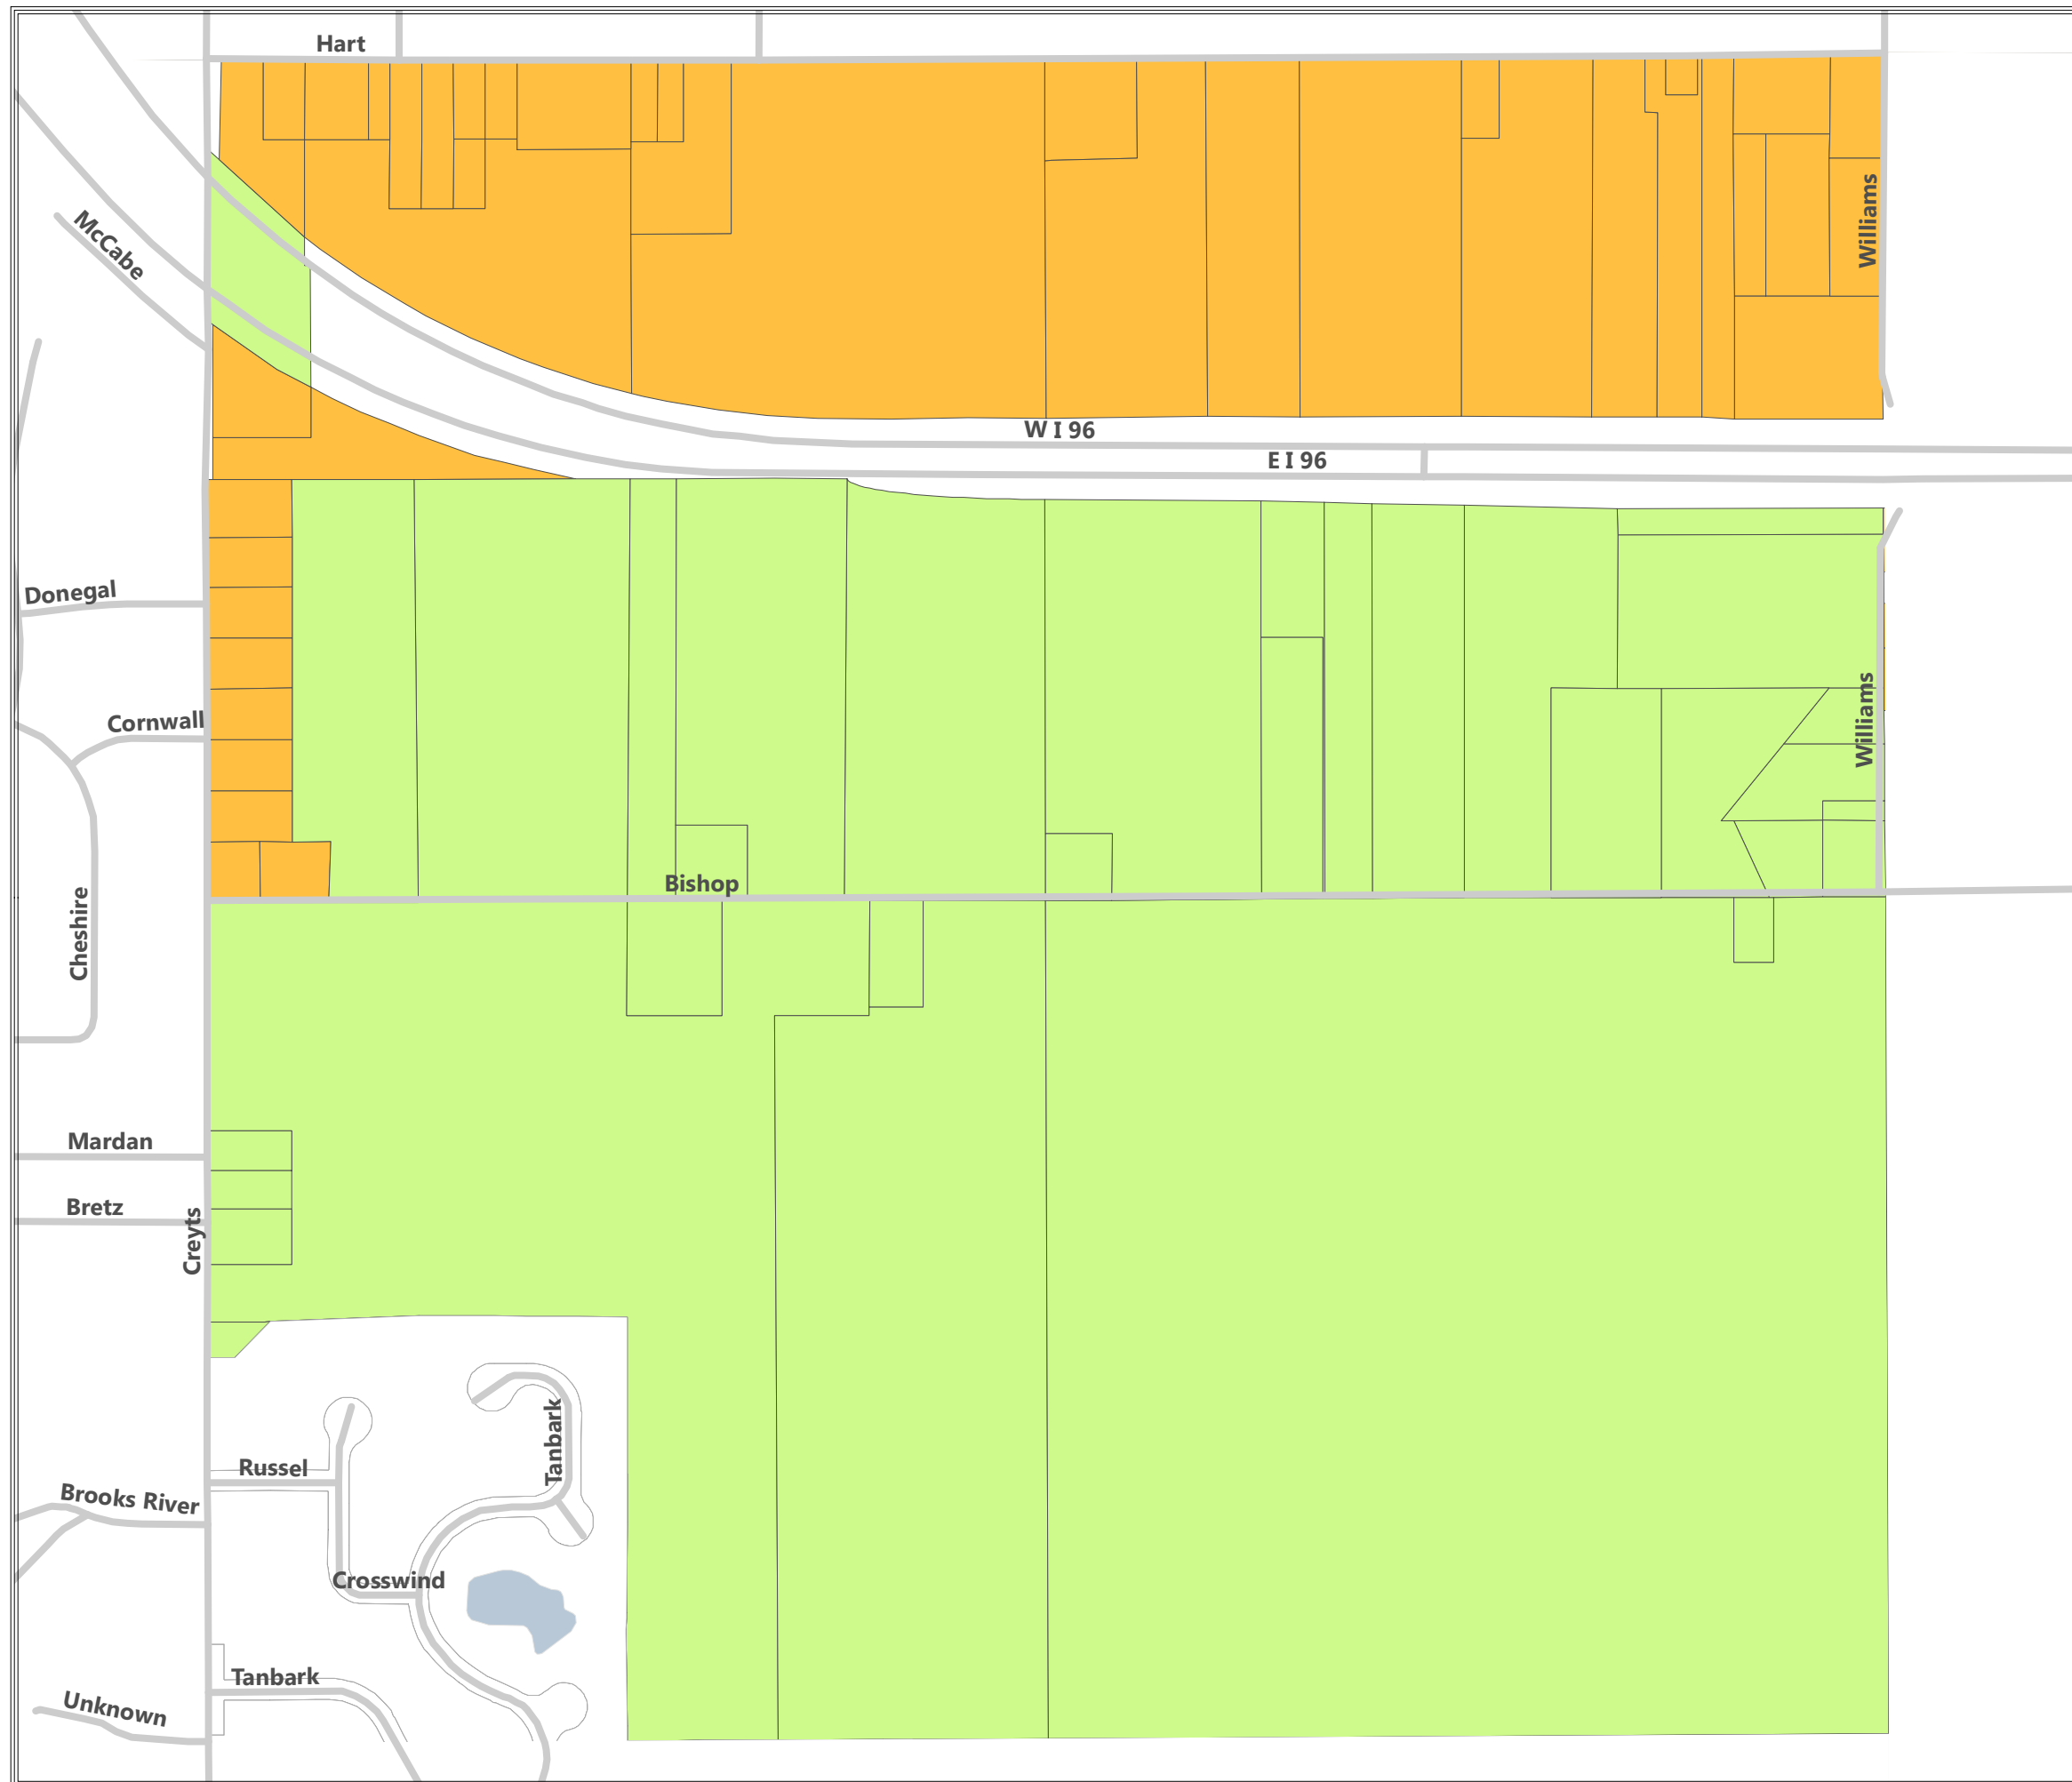 Hart
McCabe
Williams
W I 96
E I 96
Donegal
Cornwall
Williams
Bishop
Cheshire
Mardan
Bretz
Creyts
Tanbark
Russel
Brooks River
Crosswind
Tanbark
Unknown